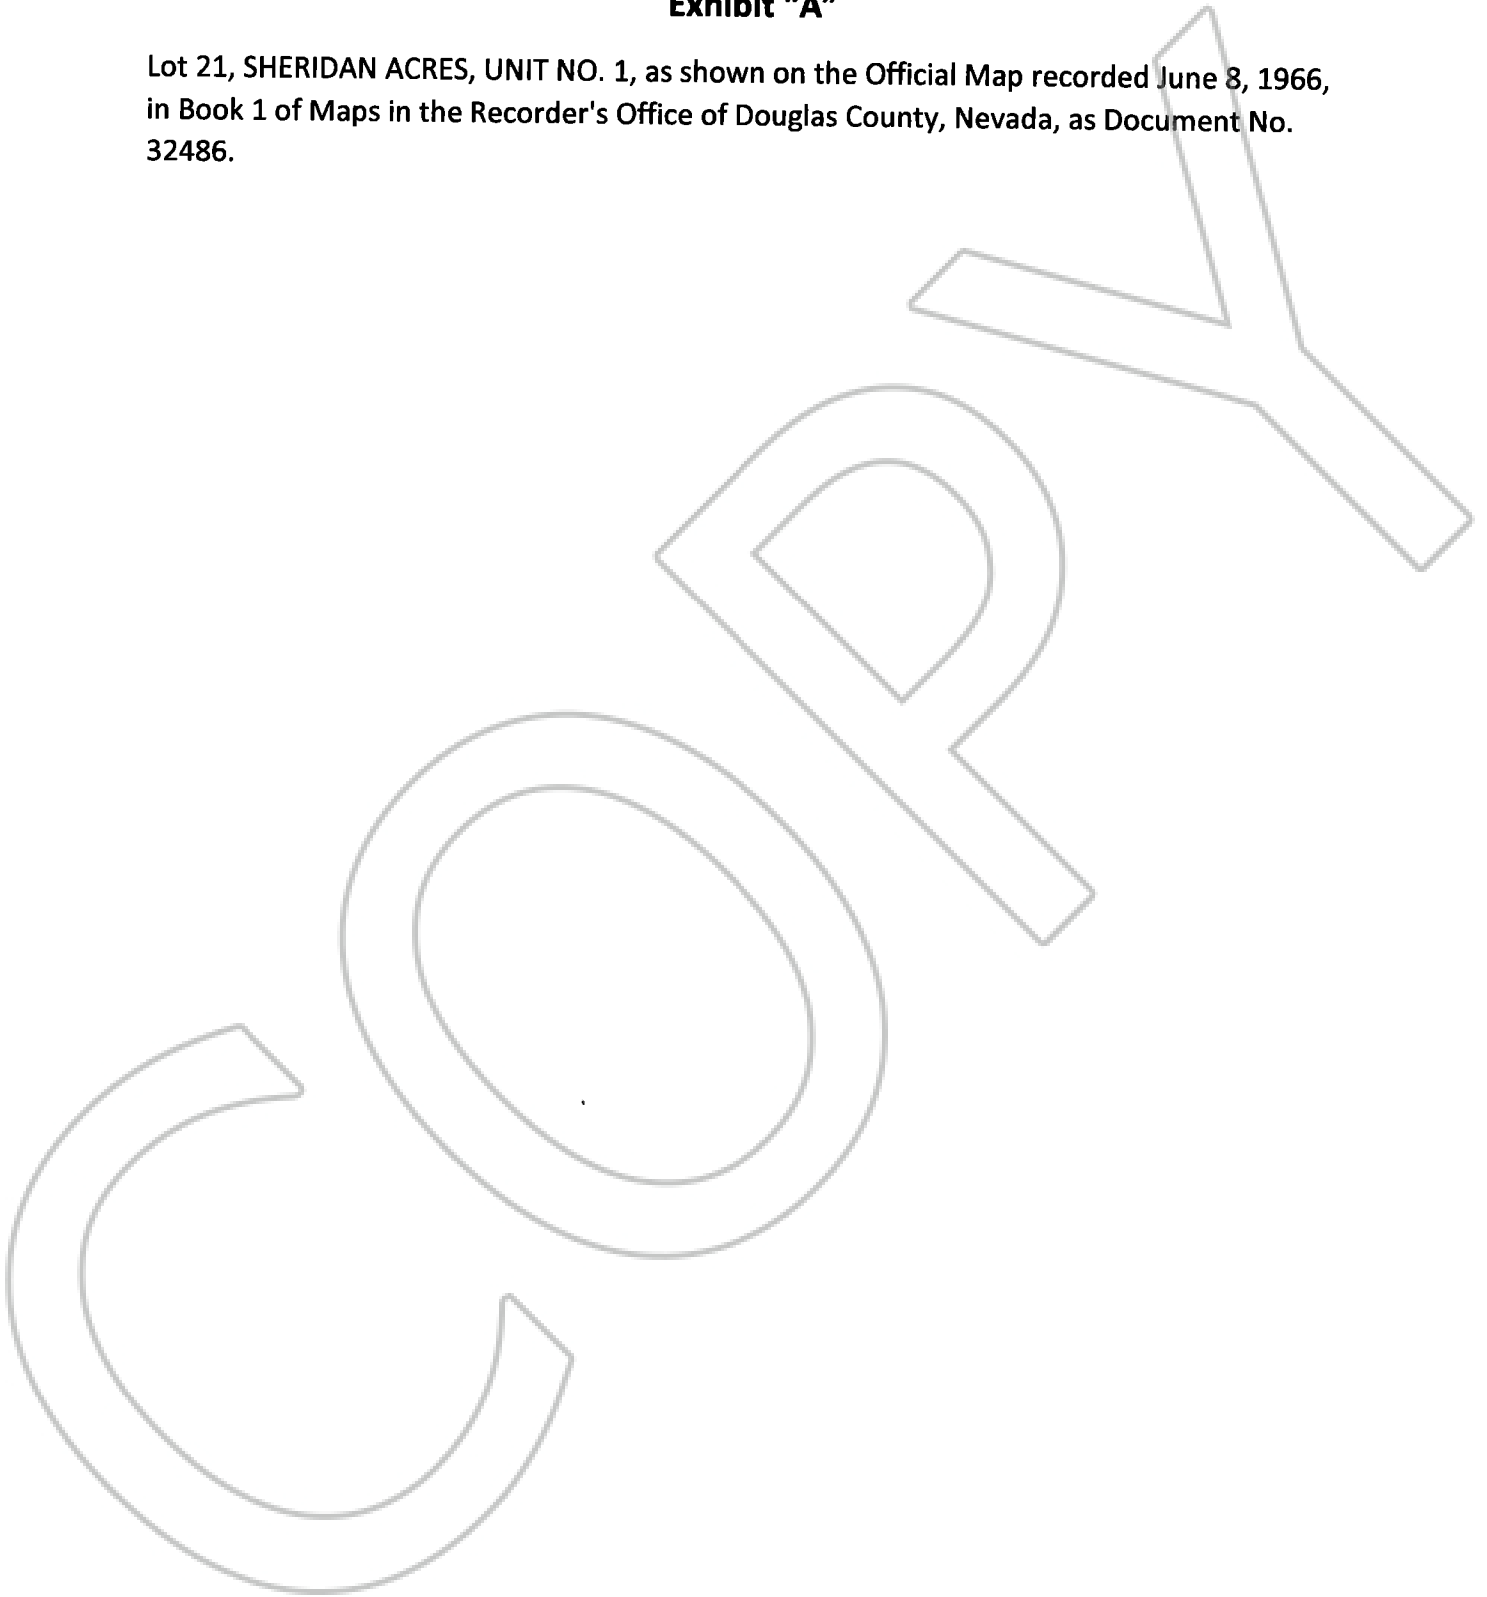 Exhibit "A"
Lot 21, SHERIDAN ACRES, UNIT NO. 1, as shown on the Official Map recorded June 8, 1966,
in Book 1 of Maps in the Recorder's Office of Douglas County, Nevada, as Document No.
32486.
COPY